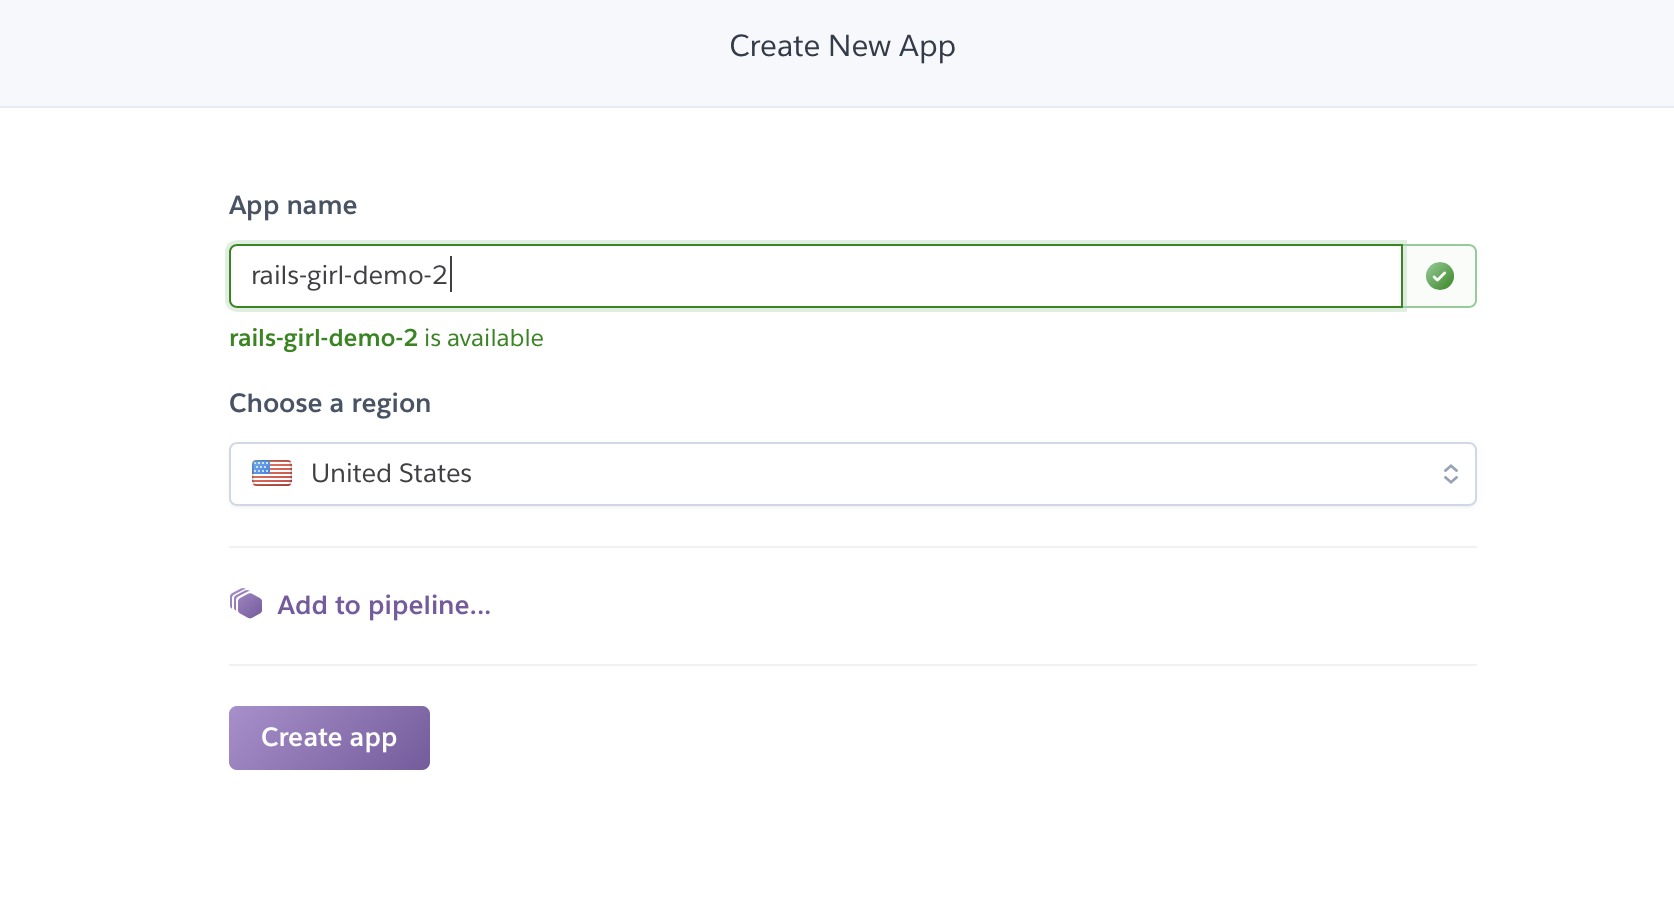 Create New App
App name
rails-girl-demo-2
rails-girl-demo-2 is available
Choose a region
United States
Add to pipeline...
Create app